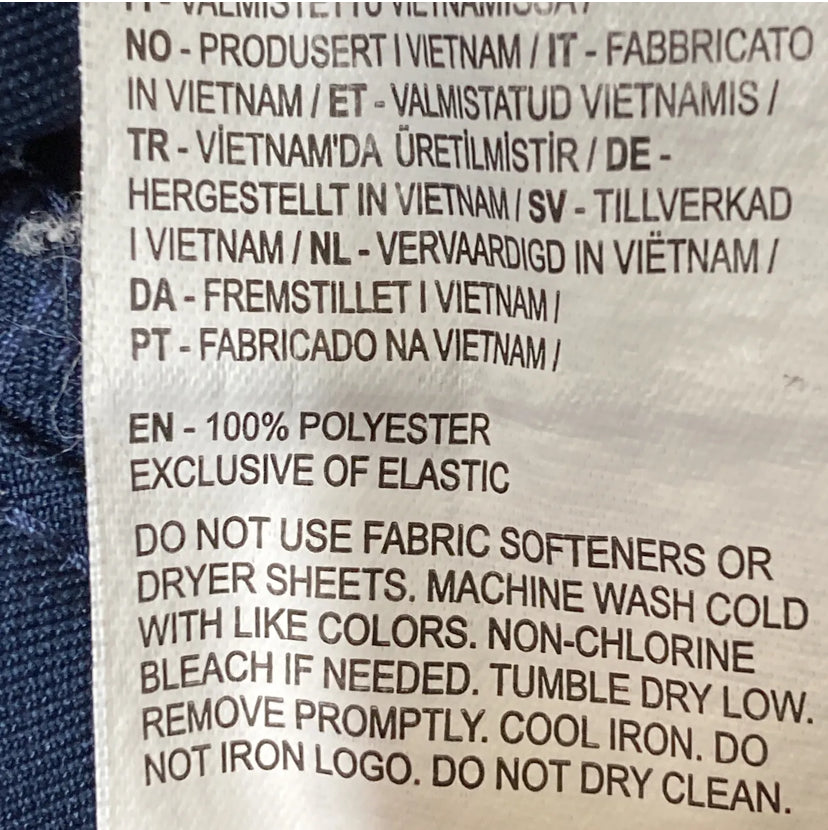 FI - VALMISTETTU VIETNAMISSA /
NO - PRODUSERT I VIETNAM / IT - FABBRICATO
IN VIETNAM / ET - VALMISTATUD VIETNAMIS /
TR - VİETNAM'DA ÜRETİLMİSTİR / DE -
HERGESTELLT IN VIETNAM / SV - TILLVERKAD
I VIETNAM / NL - VERVAARDIGD IN VIËTNAM /
DA - FREMSTILLET I VIETNAM /
PT - FABRICADO NA VIETNAM /
EN - 100% POLYESTER
EXCLUSIVE OF ELASTIC
DO NOT USE FABRIC SOFTENERS OR
DRYER SHEETS. MACHINE WASH COLD
WITH LIKE COLORS. NON-CHLORINE
BLEACH IF NEEDED. TUMBLE DRY LOW.
REMOVE PROMPTLY. COOL IRON. DO
NOT IRON LOGO. DO NOT DRY CLEAN.